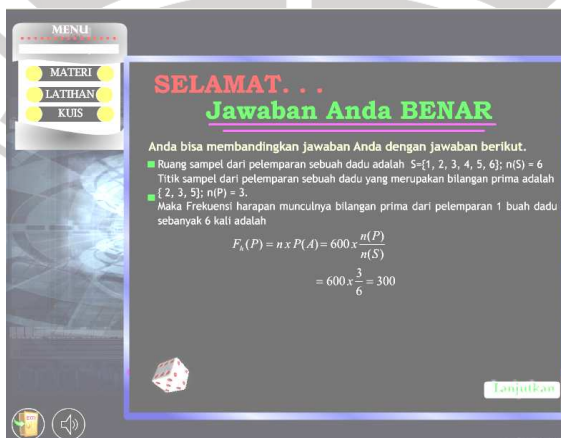 MENU
MATERI
LATIHAN
KUIS
SELAMAT. . .
Jawaban Anda BENAR
Anda bisa membandingkan jawaban Anda dengan jawaban berikut.
Ruang sampel dari pelemparan sebuah dadu adalah S={1, 2, 3, 4, 5, 6}; n(S) = 6
Titik sampel dari pelemparan sebuah dadu yang merupakan bilangan prima adalah
{ 2, 3, 5}; n(P) = 3.
Maka Frekuensi harapan munculnya bilangan prima dari pelemparan 1 buah dadu
sebanyak 6 kali adalah
F_h(P) = n x P(A) = 600 x n(P)/n(S)
= 600 x 3/6 = 300
Lanjutkan